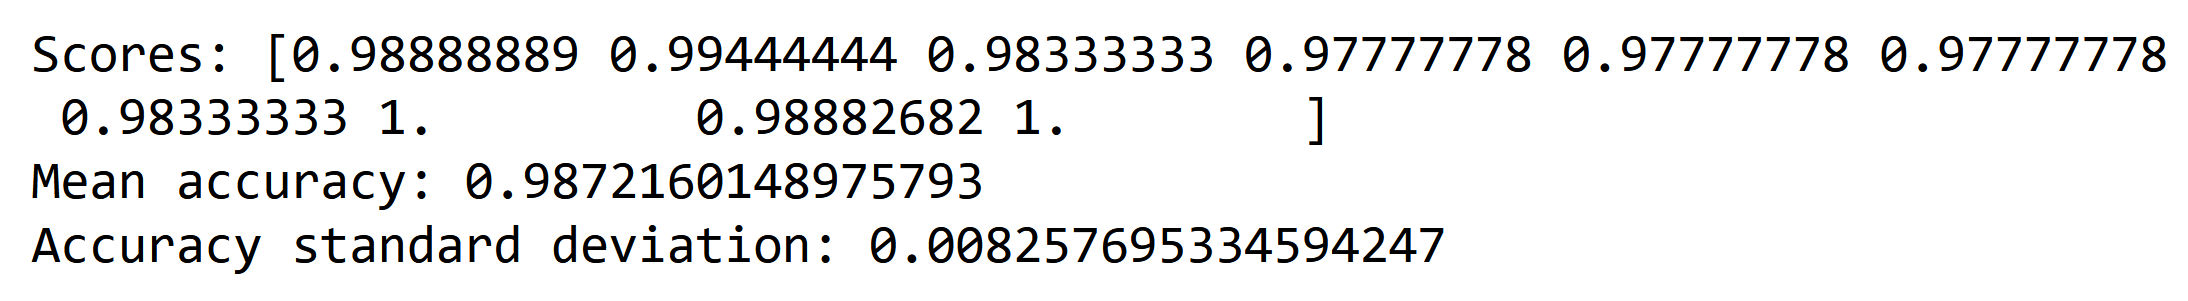 Scores: [0.98888889 0.99444444 0.98333333 0.97777778 0.97777778 0.97777778
 0.98333333 1.         0.98882682 1.        ]
Mean accuracy: 0.9872160148975793
Accuracy standard deviation: 0.008257695334594247